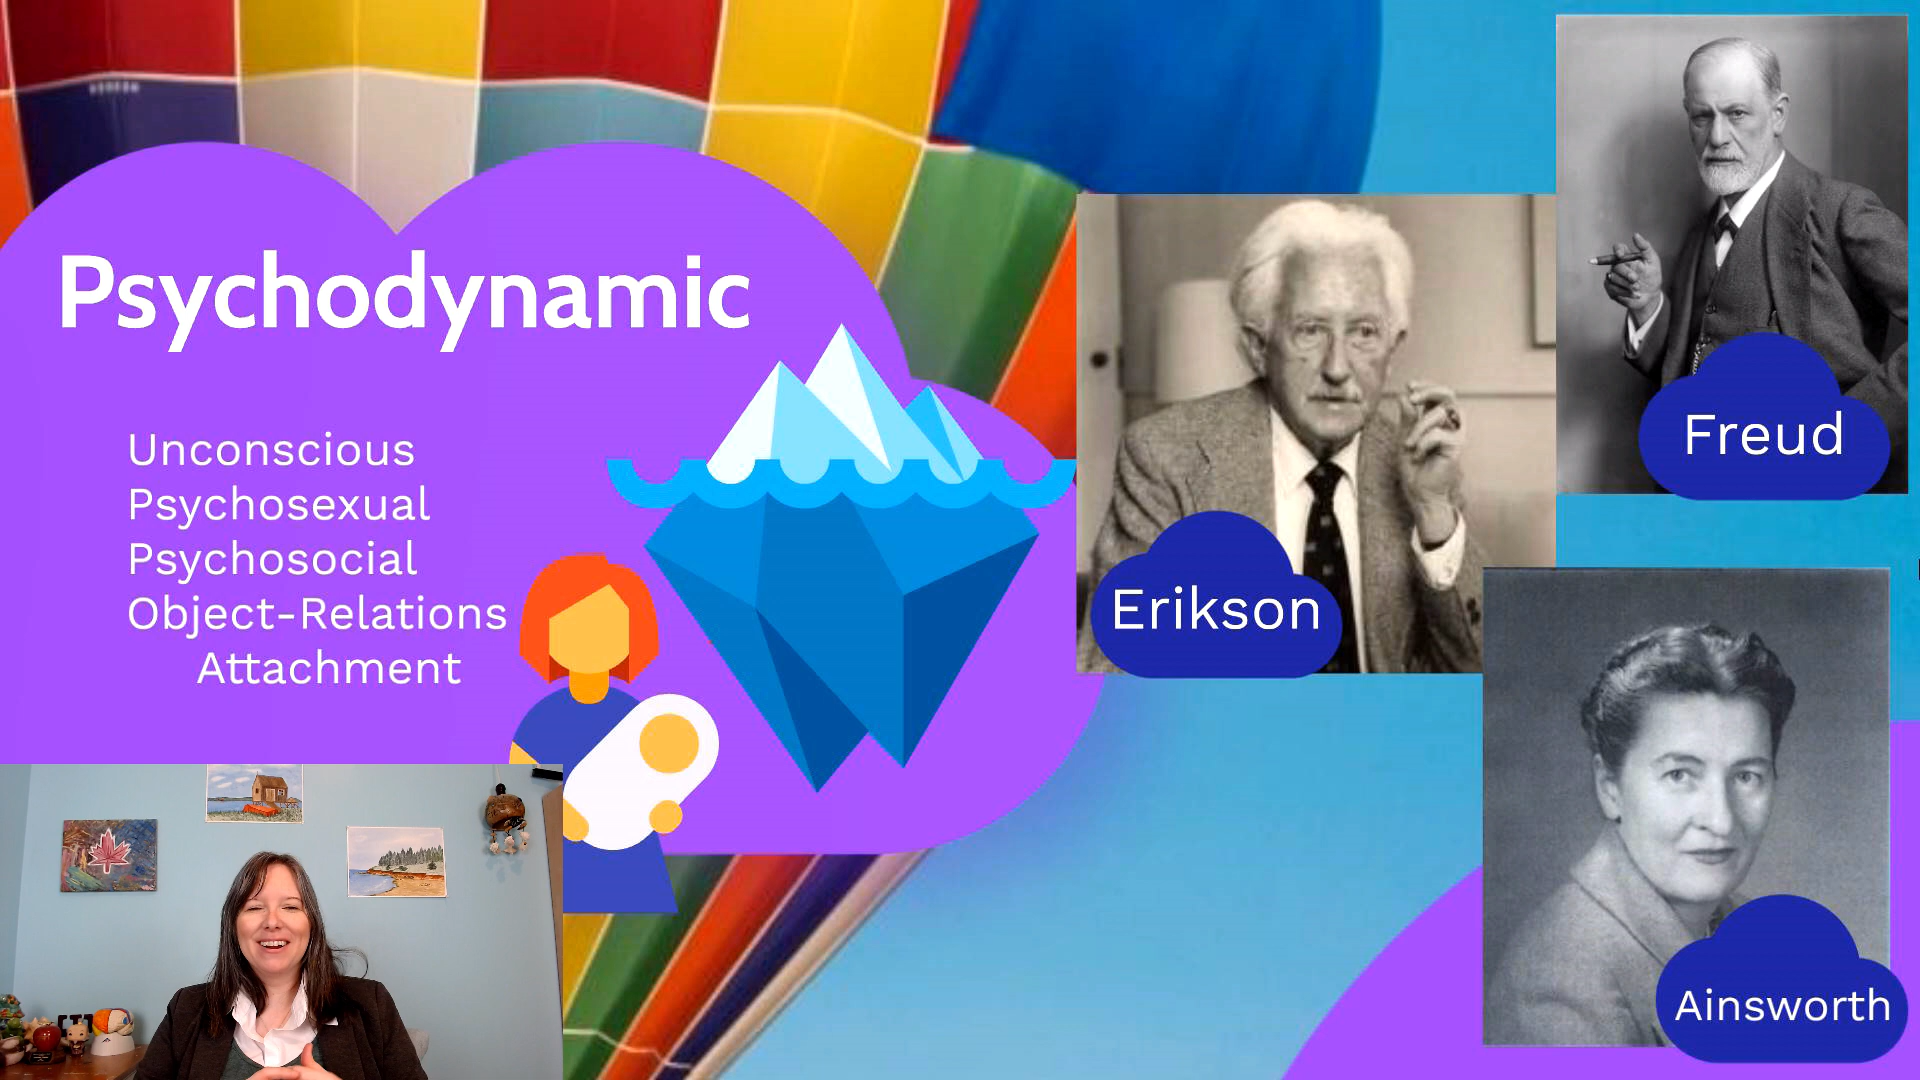 Psychodynamic
Unconscious
Psychosexual
Psychosocial
Object-Relations
Attachment
Freud
Erikson
Ainsworth